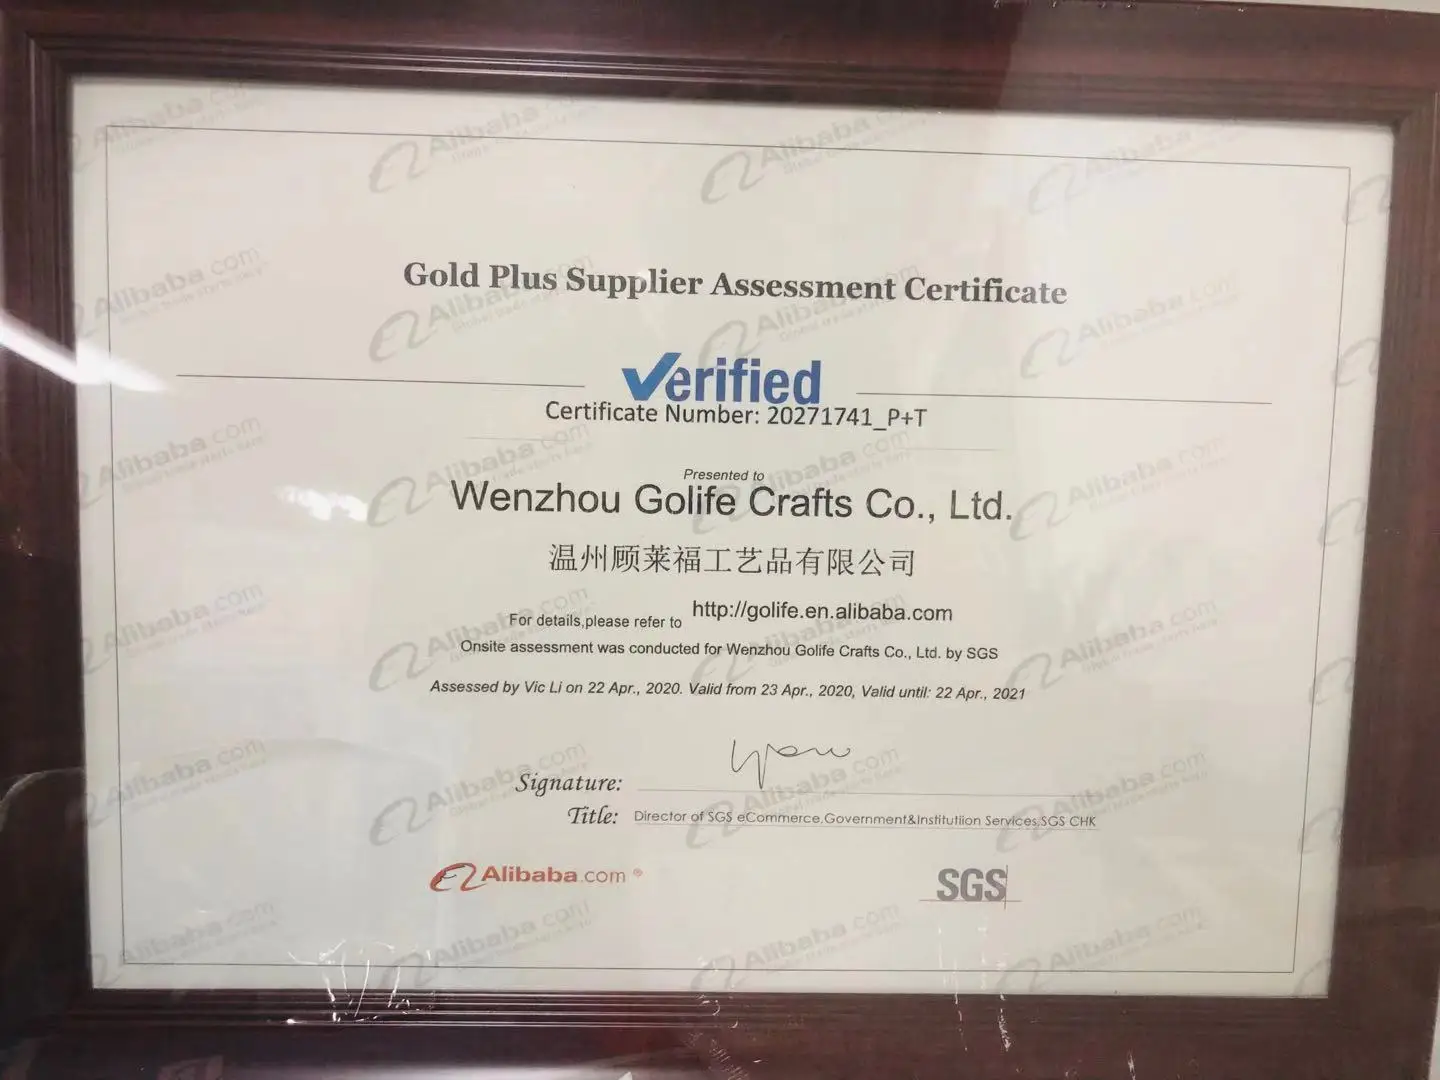 Gold Plus Supplier Assessment Certificate
Verified
Certificate Number: 20271741_P+T
Presented to
Wenzhou Golife Crafts Co., Ltd.
温州顾莱福工艺品有限公司
For details,please refer to http://golife.en.alibaba.com
Onsite assessment was conducted for Wenzhou Golife Crafts Co., Ltd. by SGS
Assessed by Vic Li on 22 Apr., 2020. Valid from 23 Apr., 2020, Valid until: 22 Apr., 2021
Signature:
Title: Director of SGS eCommerce,Government&Institutiion Services,SGS CHK
Alibaba.com ®
SGS